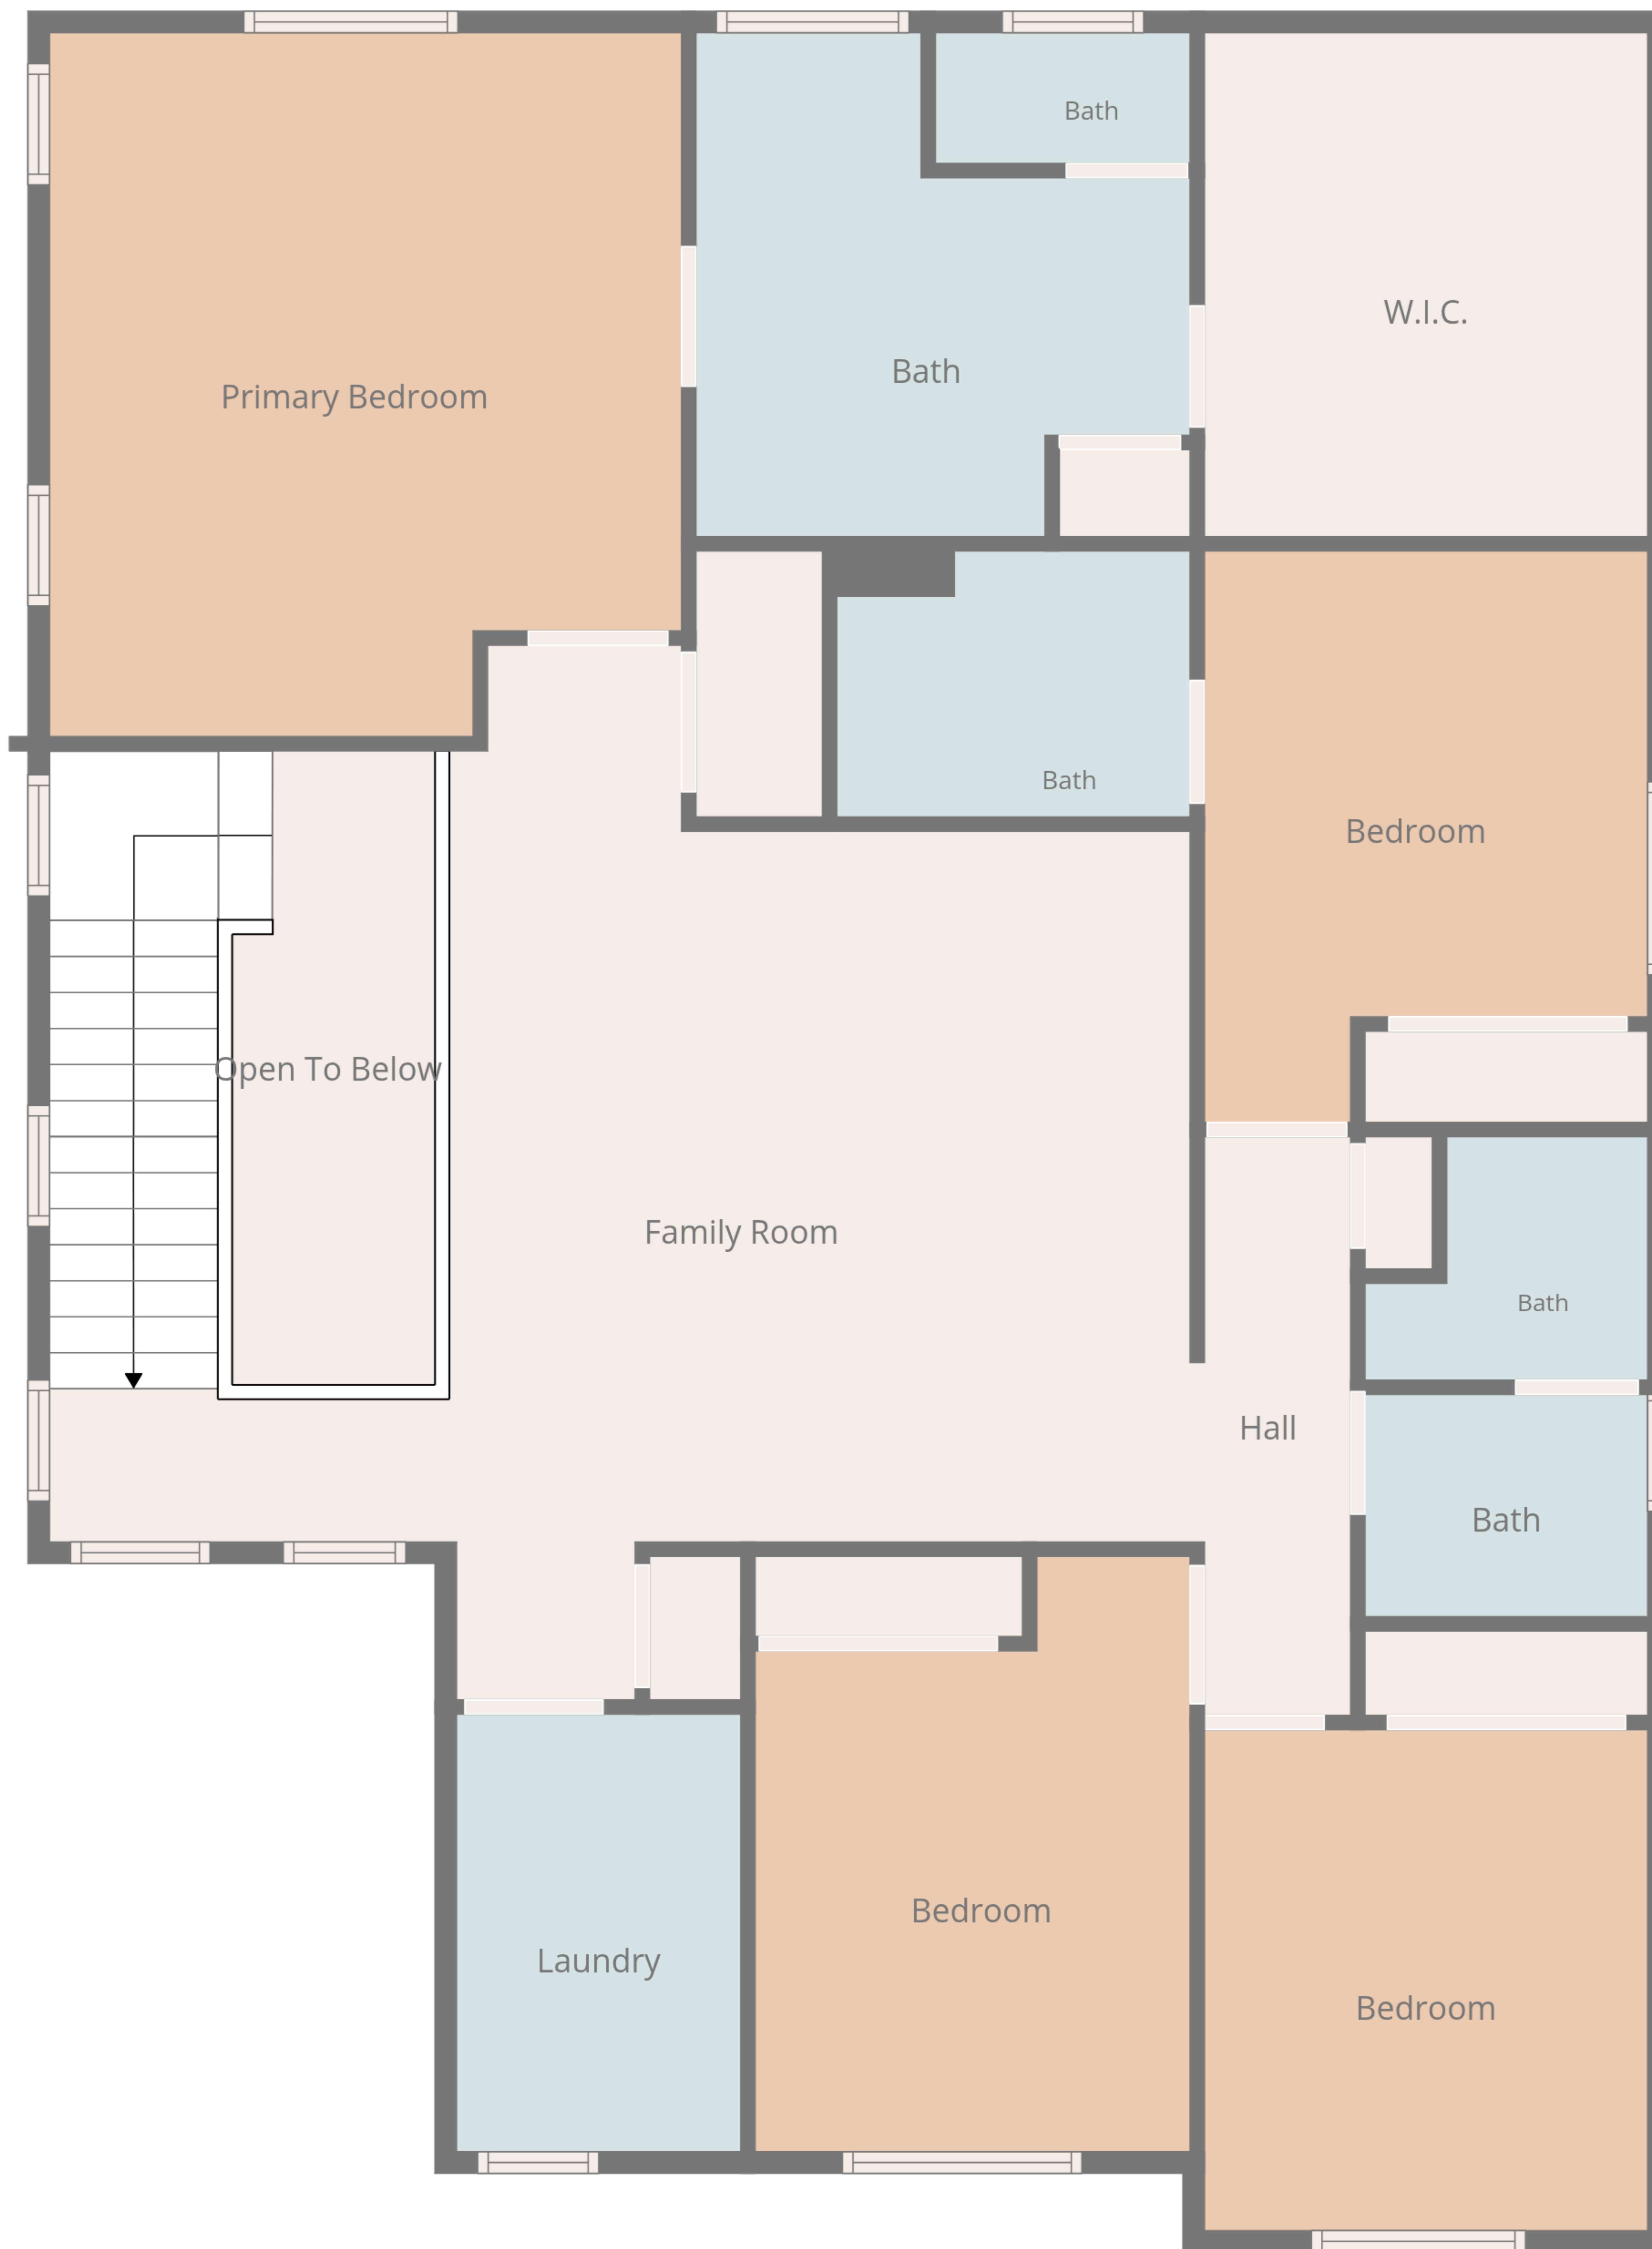 Bath
W.I.C.
Bath
Primary Bedroom
Bath
Bedroom
Open To Below
Family Room
Bath
Hall
Bath
Bedroom
Laundry
Bedroom